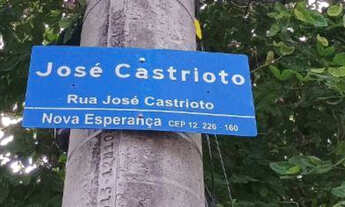 José Castrioto
Rua José Castrioto
Nova Esperança CEP 12 226-160